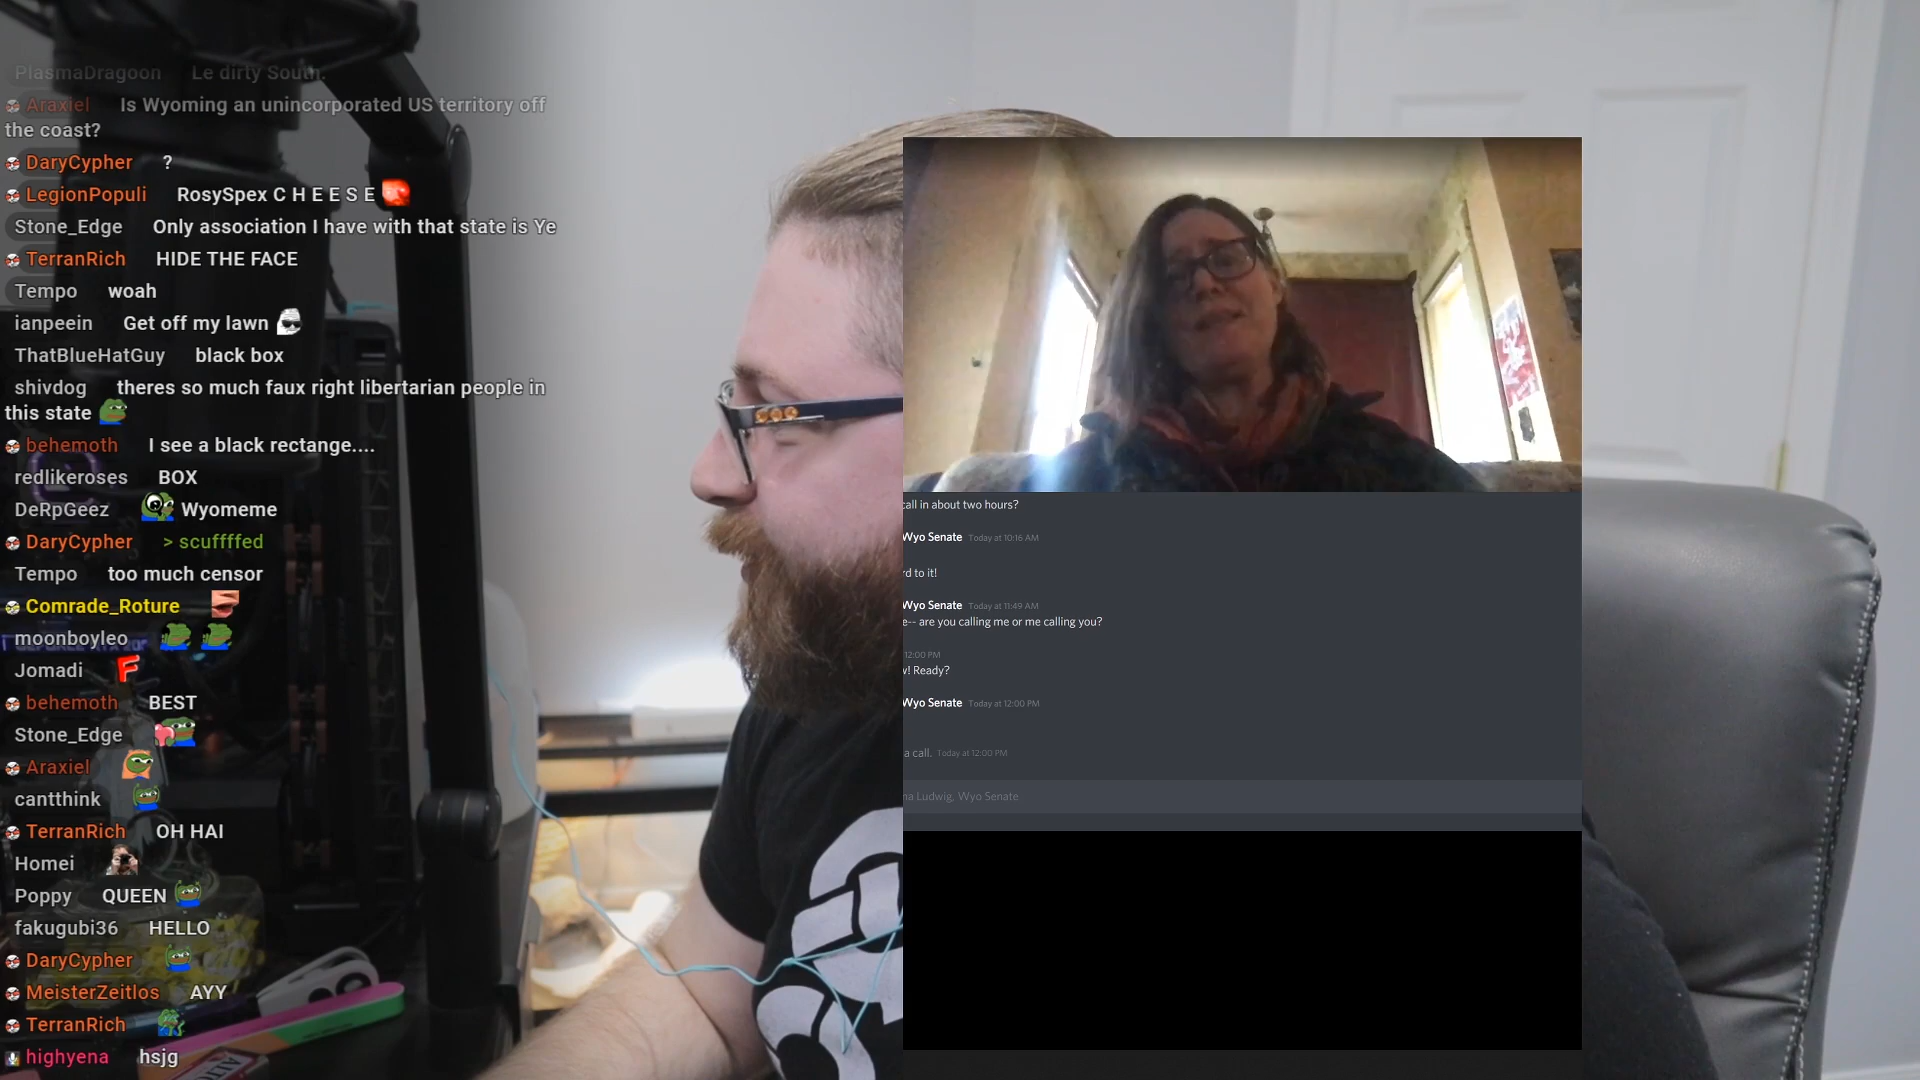 PlasmaDragoon Le dirty South.
Araxiel Is Wyoming an unincorporated US territory off
the coast?
DaryCypher ?
LegionPopuli RosySpex C H E E S E
Stone_Edge Only association I have with that state is Ye
TerranRich HIDE THE FACE
Tempo woah
ianpeein Get off my lawn
ThatBlueHatGuy black box
shivdog theres so much faux right libertarian people in
this state
behemoth I see a black rectange....
redlikeroses BOX
DeRpGeez Wyomeme
DaryCypher > scuffffed
Tempo too much censor
Comrade_Roture
moonboyleo
Jomadi F
behemoth BEST
Stone_Edge
Araxiel
cantthink
TerranRich OH HAI
Homei
Poppy QUEEN
fakugubi36 HELLO
DaryCypher
MeisterZeitlos AYY
TerranRich
highyena hsjg
call in about two hours?
Wyo Senate Today at 10:16 AM
rd to it!
Wyo Senate Today at 11:49 AM
e-- are you calling me or me calling you?
12:00 PM
w! Ready?
Wyo Senate Today at 12:00 PM
a call. Today at 12:00 PM
na Ludwig, Wyo Senate